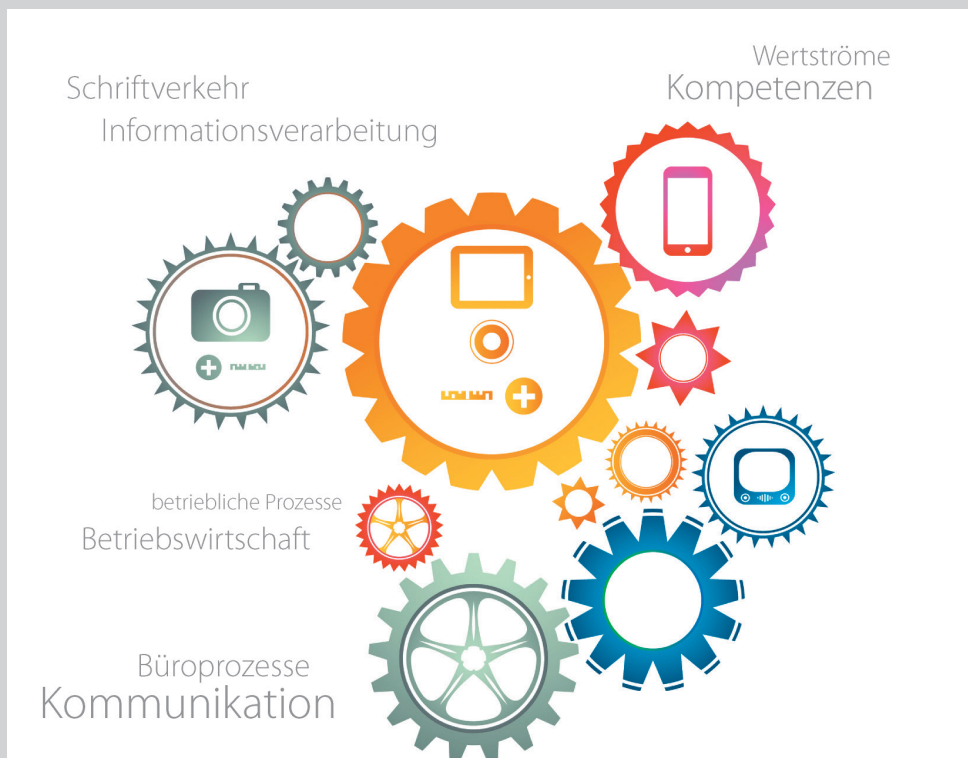 Wertströme
Kompetenzen
Schriftverkehr
Informationsverarbeitung
betriebliche Prozesse
Betriebswirtschaft
Büroprozesse
Kommunikation